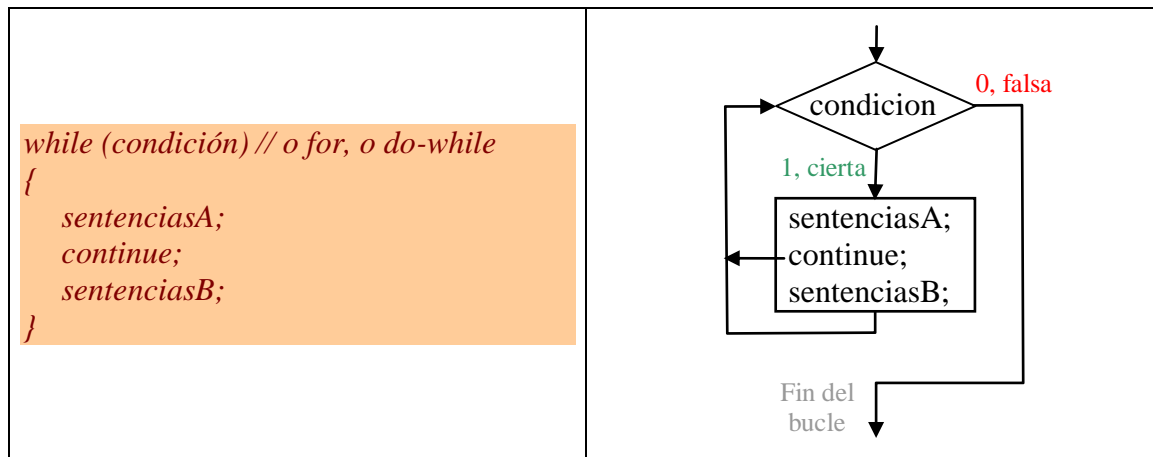 while (condición) // o for, o do-while
{
sentenciasA;
continue;
sentenciasB;
}
0, falsa
condicion
1, cierta
sentenciasA;
continue;
sentenciasB;
Fin del
bucle